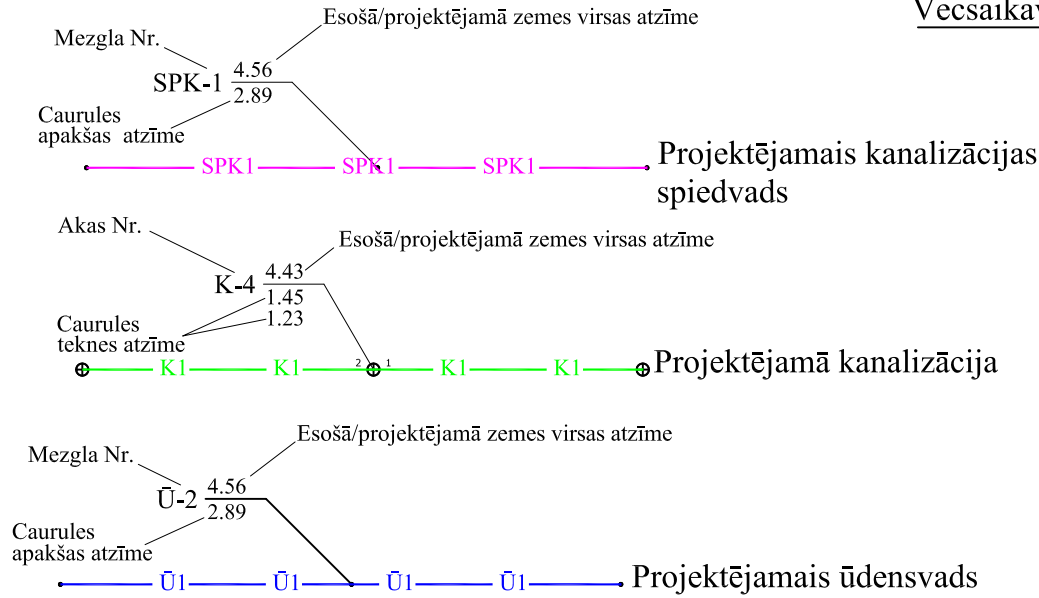 Vecsaikav
Esošā/projektējamā zemes virsas atzīme
Mezgla Nr.
SPK-1
4.56
2.89
Caurules
apakšas atzīme
SPK1 SPK1 SPK1
Projektējamais kanalizācijas
spiedvads
Akas Nr.
Esošā/projektējamā zemes virsas atzīme
K-4
4.43
1.45
1.23
Caurules
teknes atzīme
K1 K1 2 1 K1 K1
Projektējamā kanalizācija
Esošā/projektējamā zemes virsas atzīme
Mezgla Nr.
Ū-2
4.56
2.89
Caurules
apakšas atzīme
Ū1 Ū1 Ū1 Ū1
Projektējamais ūdensvads